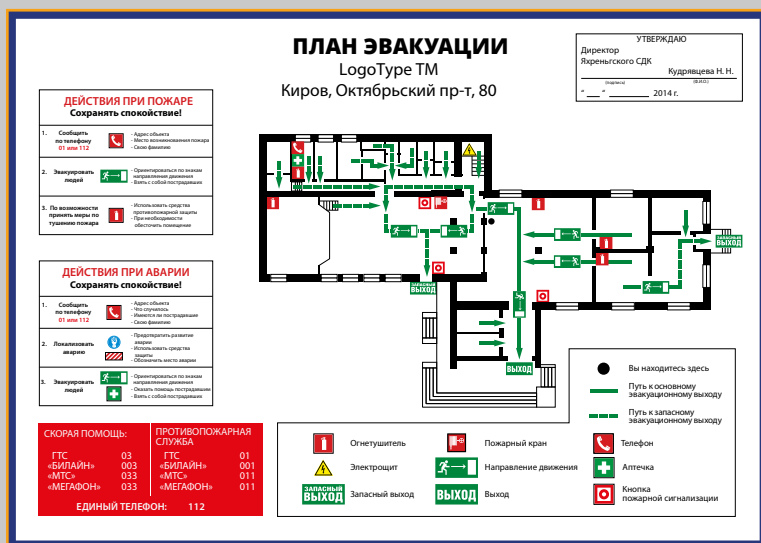 ПЛАН ЭВАКУАЦИИ
LogoType TM
Киров, Октябрьский пр-т, 80
УТВЕРЖДАЮ
Директор
Яхреньгского СДК
Кудрявцева Н. Н.
(подпись) (Ф.И.О.)
“ __ “ ________ 2014 г.
ДЕЙСТВИЯ ПРИ ПОЖАРЕ
Сохранять спокойствие!
1. Сообщить по телефону 01 или 112
- Адрес объекта
- Место возникновения пожара
- Свою фамилию
2. Эвакуировать людей
- Ориентироваться по знакам направления движения
- Взять с собой пострадавших
3. По возможности принять меры по тушению пожара
- Использовать средства противопожарной защиты
- При необходимости обесточить помещение
ДЕЙСТВИЯ ПРИ АВАРИИ
Сохранять спокойствие!
1. Сообщить по телефону 01 или 112
- Адрес объекта
- Что случилось
- Имеются ли пострадавшие
- Свою фамилию
2. Локализовать аварию
- Предотвратить развитие аварии
- Использовать средства защиты
- Обозначить место аварии
3. Эвакуировать людей
- Ориентироваться по знакам направления движения
- Оказать помощь пострадавшим
- Взять с собой пострадавших
СКОРАЯ ПОМОЩЬ:
ГТС 03
«БИЛАЙН» 003
«МТС» 033
«МЕГАФОН» 033
ПРОТИВОПОЖАРНАЯ СЛУЖБА
ГТС 01
«БИЛАЙН» 001
«МТС» 011
«МЕГАФОН» 011
ЕДИНЫЙ ТЕЛЕФОН: 112
ЗАПАСНЫЙ
ВЫХОД
ЗАПАСНЫЙ
ВЫХОД
ВЫХОД
Вы находитесь здесь
Путь к основному
эвакуационному выходу
Путь к запасному
эвакуационному выходу
Огнетушитель
Пожарный кран
Телефон
Электрощит
Направление движения
Аптечка
ЗАПАСНЫЙ
ВЫХОД
Запасный выход
ВЫХОД
Выход
Кнопка
пожарной сигнализации